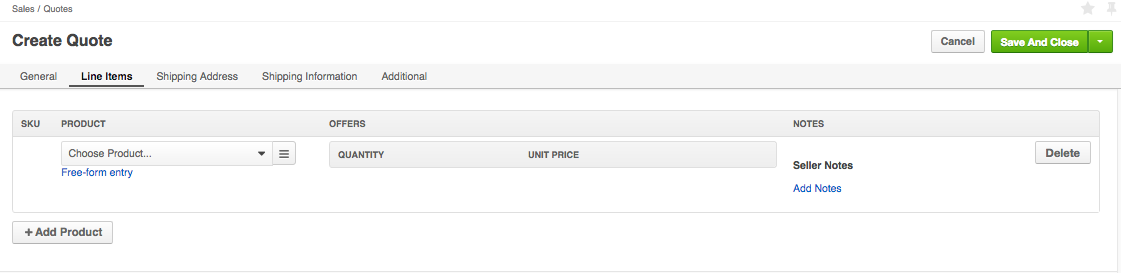 Sales / Quotes
Create Quote
Cancel
Save And Close
General
Line Items
Shipping Address
Shipping Information
Additional
SKU
PRODUCT
OFFERS
NOTES
Choose Product...
Free-form entry
QUANTITY
UNIT PRICE
Seller Notes
Add Notes
Delete
+ Add Product